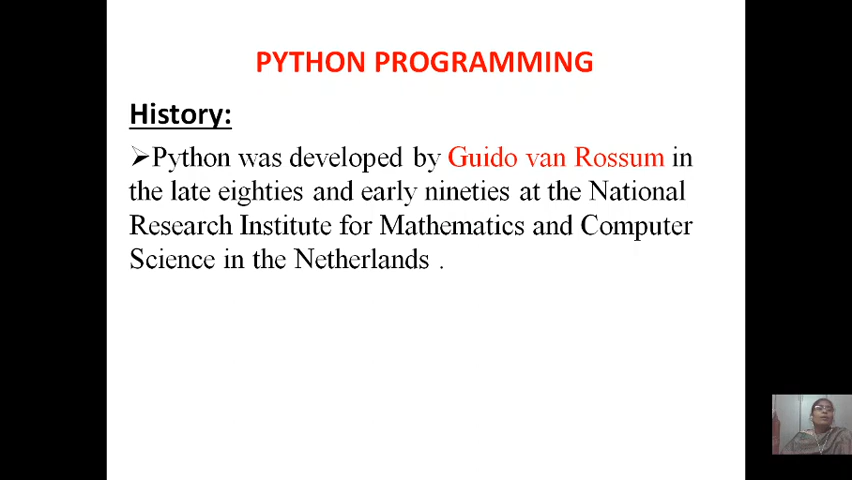 PYTHON PROGRAMMING
History:
➢Python was developed by Guido van Rossum in
the late eighties and early nineties at the National
Research Institute for Mathematics and Computer
Science in the Netherlands .